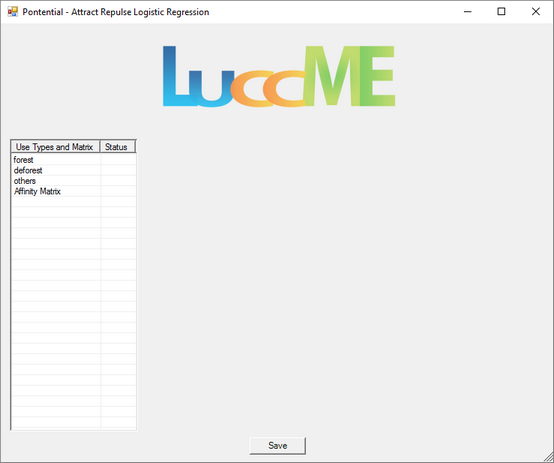 Pontential - Attract Repulse Logistic Regression
LuccME
Use Types and Matrix Status
forest
deforest
others
Affinity Matrix
Save